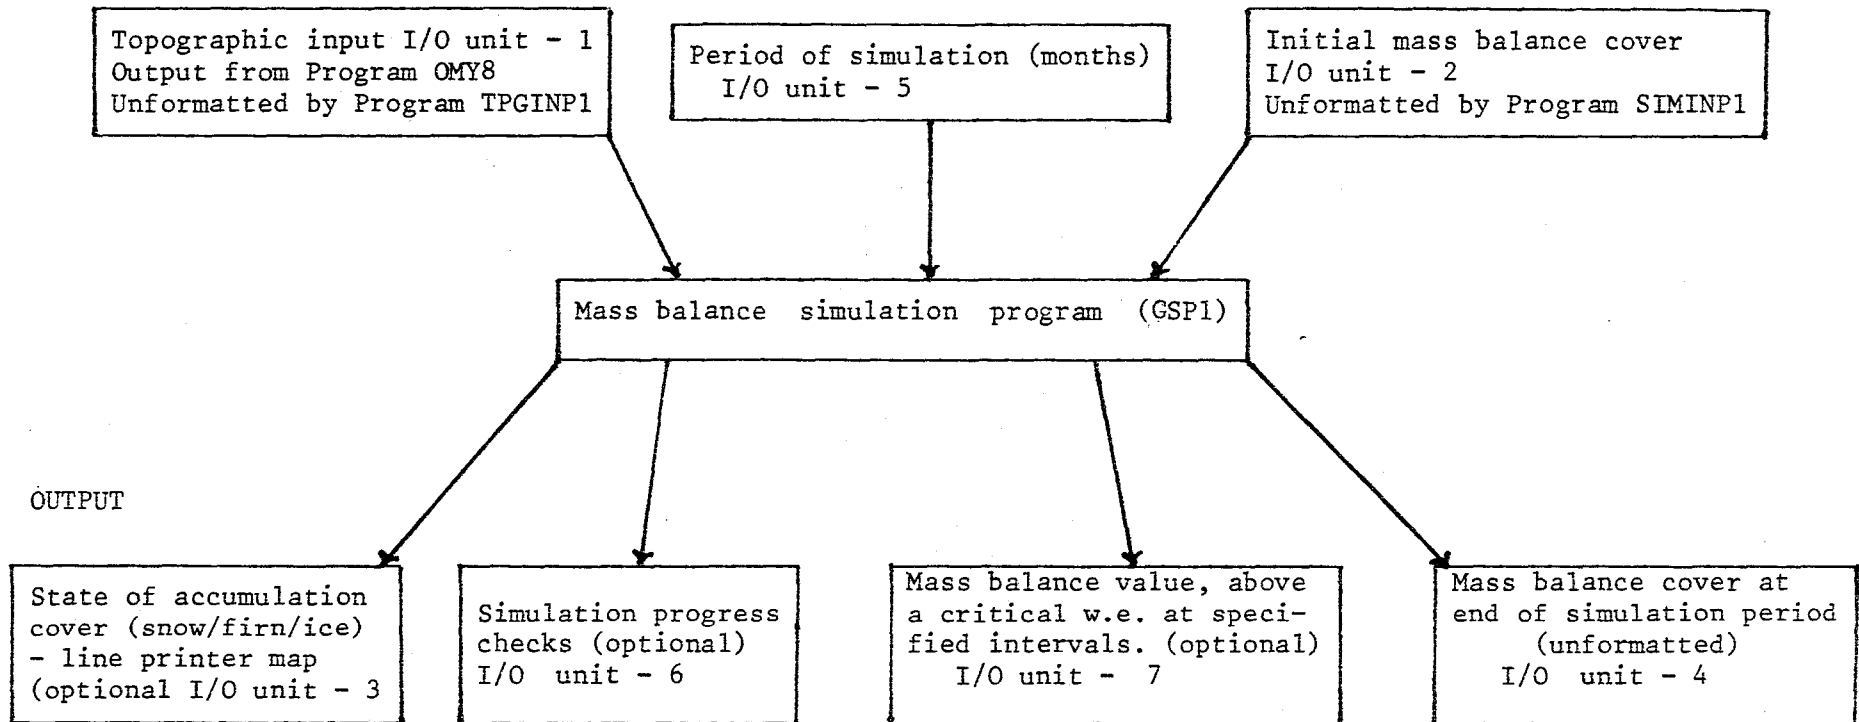 Topographic input I/O unit - 1
Output from Program OMY8
Unformatted by Program TPGINP1
Period of simulation (months)
I/O unit - 5
Initial mass balance cover
I/O unit - 2
Unformatted by Program SIMINP1
Mass balance simulation program (GSP1)
OUTPUT
State of accumulation
cover (snow/firn/ice)
- line printer map
(optional I/O unit - 3
Simulation progress
checks (optional)
I/O unit - 6
Mass balance value, above
a critical w.e. at speci-
fied intervals. (optional)
I/O unit - 7
Mass balance cover at
end of simulation period
(unformatted)
I/O unit - 4